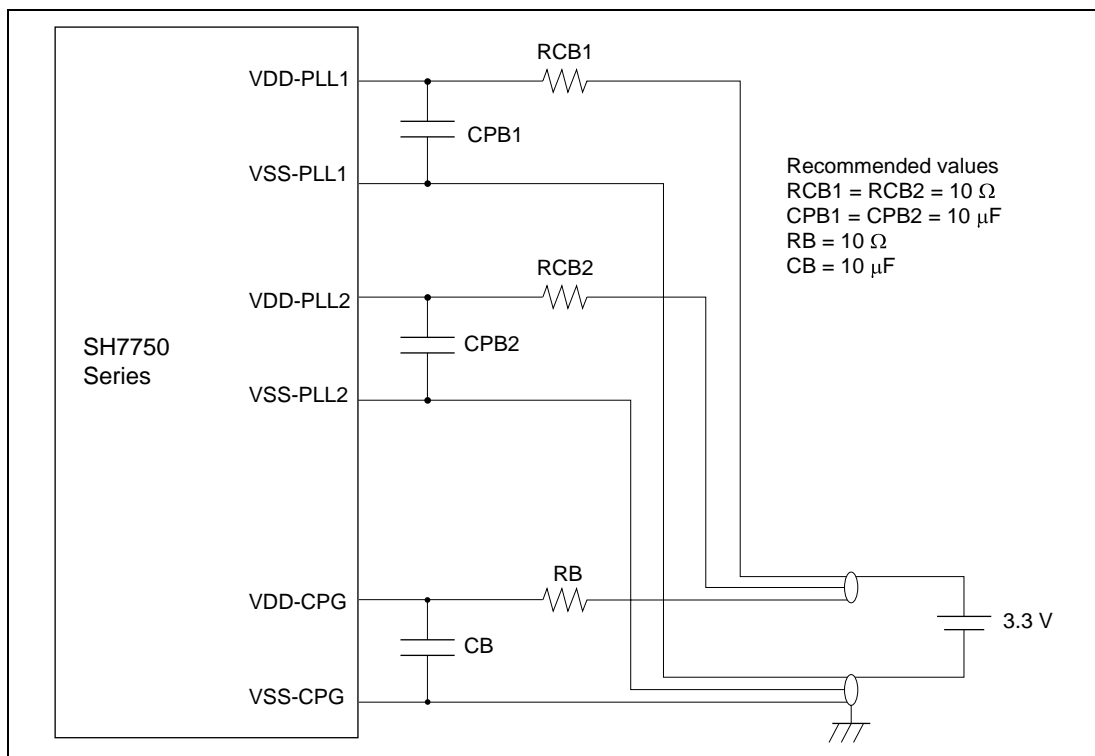 RCB1
VDD-PLL1
CPB1
VSS-PLL1
Recommended values
RCB1 = RCB2 = 10 Ω
CPB1 = CPB2 = 10 μF
RB = 10 Ω
CB = 10 μF
RCB2
VDD-PLL2
CPB2
SH7750
Series
VSS-PLL2
RB
VDD-CPG
3.3 V
CB
VSS-CPG